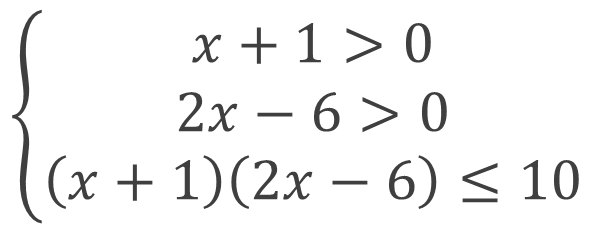 x + 1 > 0
2x − 6 > 0
(x + 1)(2x − 6) ≤ 10